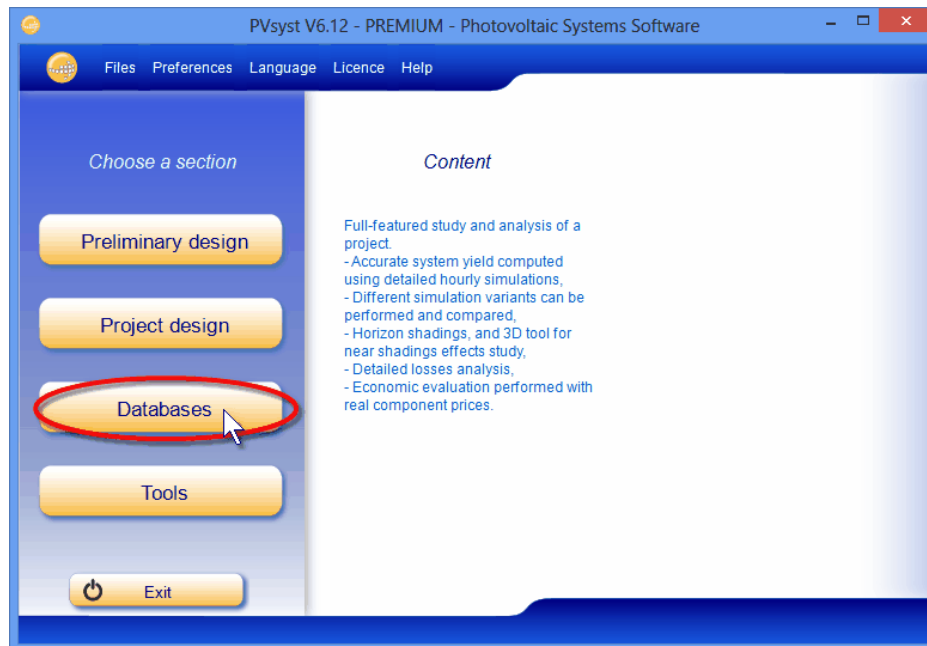 PVsyst V6.12 - PREMIUM - Photovoltaic Systems Software
Files Preferences Language Licence Help
Choose a section
Preliminary design
Project design
Databases
Tools
Exit
Content
Full-featured study and analysis of a
project.
- Accurate system yield computed
using detailed hourly simulations,
- Different simulation variants can be
performed and compared,
- Horizon shadings, and 3D tool for
near shadings effects study,
- Detailed losses analysis,
- Economic evaluation performed with
real component prices.